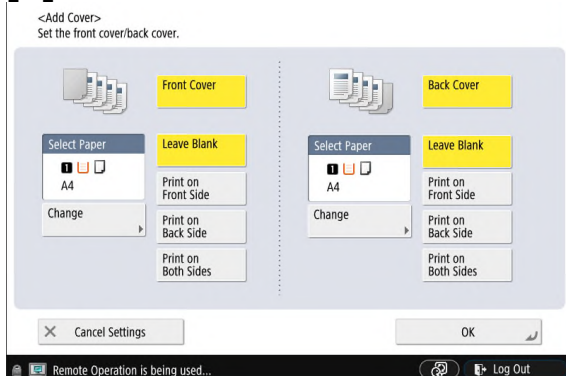 <Add Cover>
Set the front cover/back cover.
Front Cover
Select Paper
1
A4
Change
Leave Blank
Print on
Front Side
Print on
Back Side
Print on
Both Sides
Back Cover
Select Paper
1
A4
Change
Leave Blank
Print on
Front Side
Print on
Back Side
Print on
Both Sides
Cancel Settings
OK
Remote Operation is being used...
Log Out